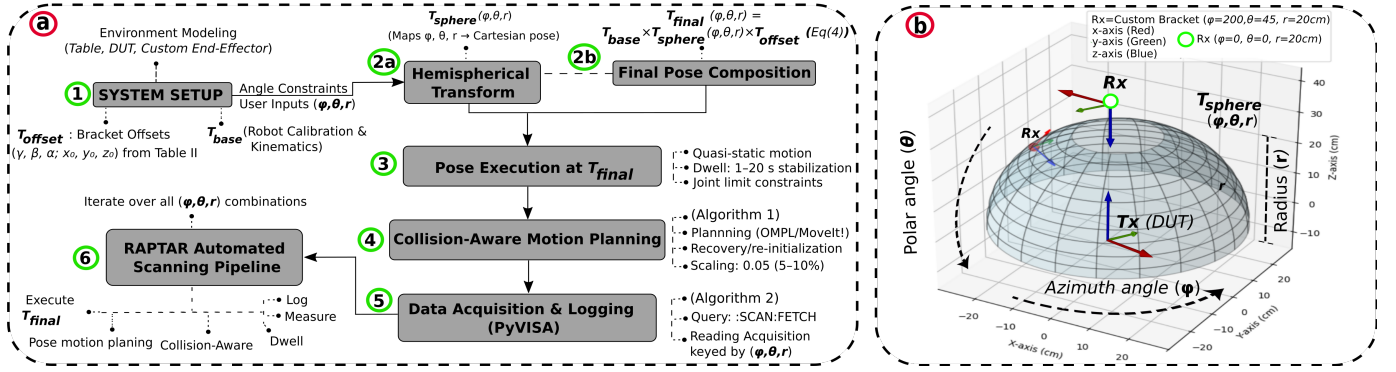 a
Environment Modeling
(Table, DUT, Custom End-Effector)
1
SYSTEM SETUP
Angle Constraints
User Inputs (φ,θ,r)
T_offset : Bracket Offsets
(γ, β, α; x₀, y₀, z₀) from Table II
T_base (Robot Calibration &
Kinematics)
T_sphere (φ,θ,r)
(Maps φ, θ, r → Cartesian pose)
2a
Hemispherical
Transform
T_final (φ,θ,r) =
T_base×T_sphere(φ,θ,r)×T_offset (Eq(4))
2b
Final Pose Composition
3
Pose Execution at T_final
Quasi-static motion
Dwell: 1–20 s stabilization
Joint limit constraints
4
Collision-Aware Motion Planning
(Algorithm 1)
Plannning (OMPL/MoveIt!)
Recovery/re-initialization
Scaling: 0.05 (5–10%)
5
Data Acquisition & Logging
(PyVISA)
(Algorithm 2)
Query: :SCAN:FETCH
Reading Acquisition
keyed by (φ,θ,r)
Iterate over all (φ,θ,r) combinations
6
RAPTAR Automated
Scanning Pipeline
Execute
T_final
Pose motion planing
Collision-Aware
Dwell
Log
Measure
b
Rx=Custom Bracket (φ=200,θ=45, r=20cm)
x-axis (Red)
y-axis (Green)
z-axis (Blue)
Rx (φ=0, θ=0, r=20cm)
Rx
Rx
T_sphere
(φ,θ,r)
r
Tx (DUT)
Polar angle (θ)
Azimuth angle (φ)
Radius (r)
Z-axis (cm)
40
30
20
10
0
−10
X-axis (cm)
−20
−10
0
10
20
Y-axis (cm)
−20
−10
0
10
20